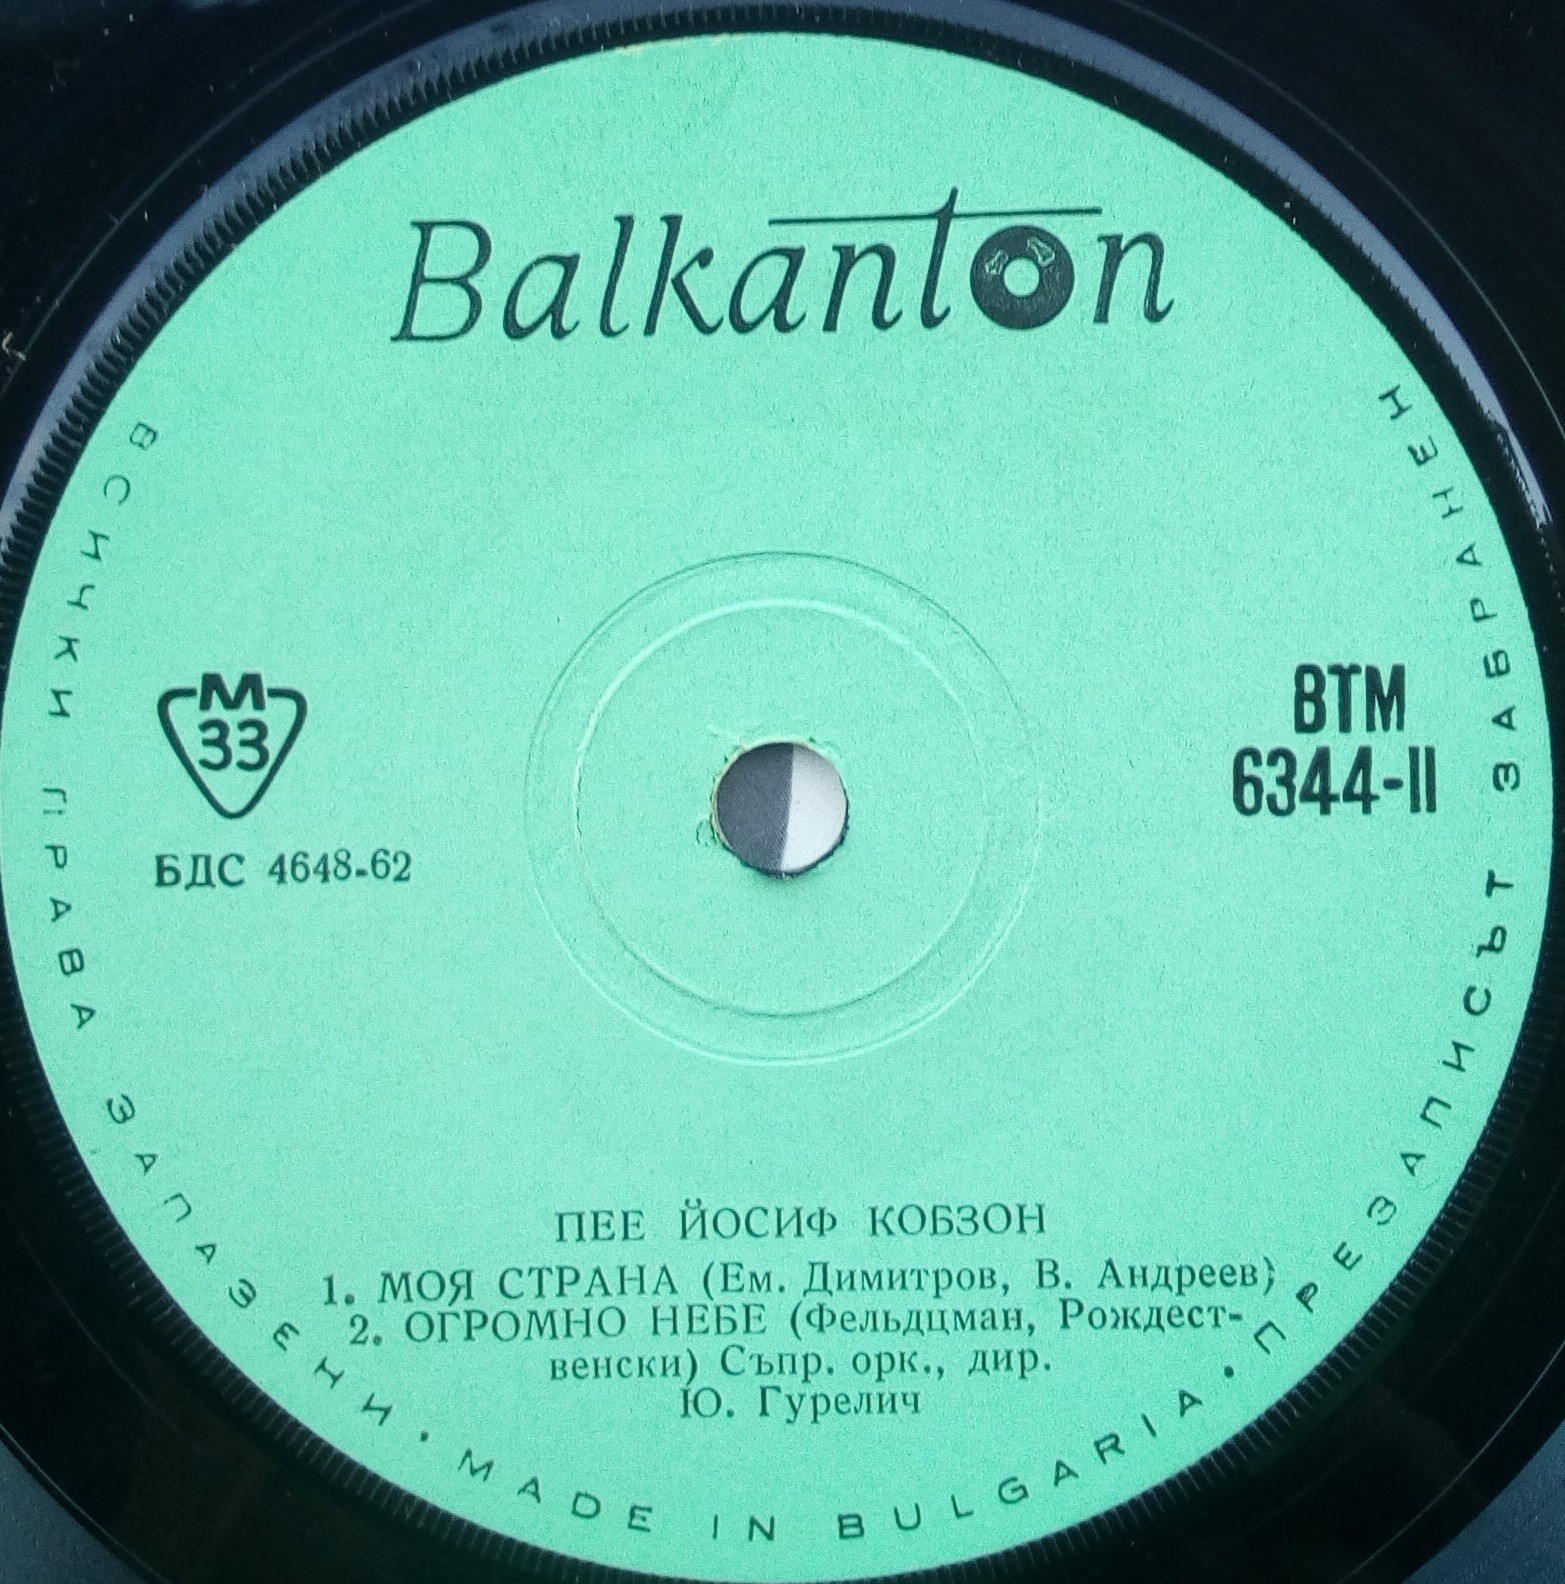 Balkanton
M
33
БДС 4648-62
ВТМ
6344-II
ПЕЕ ЙОСИФ КОБЗОН
1. МОЯ СТРАНА (Ем. Димитров, В. Андреев)
2. ОГРОМНО НЕБЕ (Фельдцман, Рождест-
венски) Съпр. орк., дир.
Ю. Гурелич
ВСИЧКИ ПРАВА ЗАПАЗЕНИ · MADE IN BULGARIA · ПРЕЗАПИСЪТ ЗАБРАНЕН